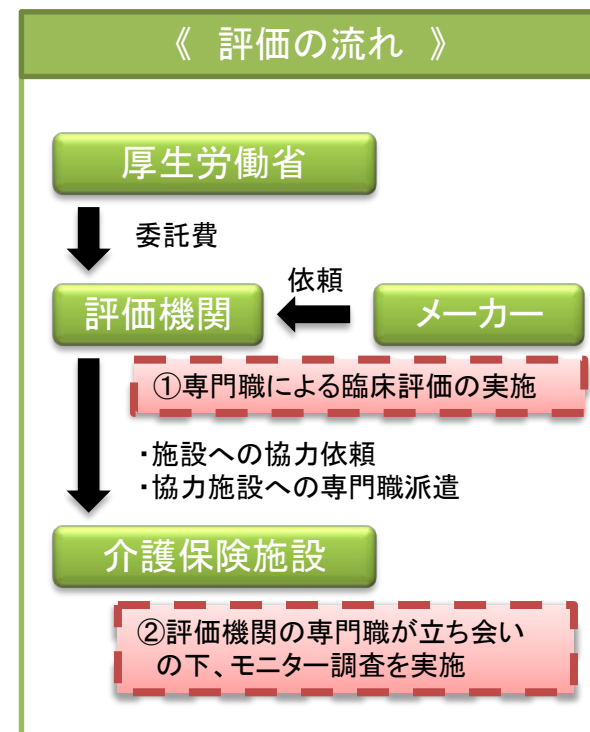 《 評価の流れ 》
厚生労働省
委託費
依頼
評価機関
メーカー
①専門職による臨床評価の実施
・施設への協力依頼
・協力施設への専門職派遣
介護保険施設
②評価機関の専門職が立ち会い
の下、モニター調査を実施